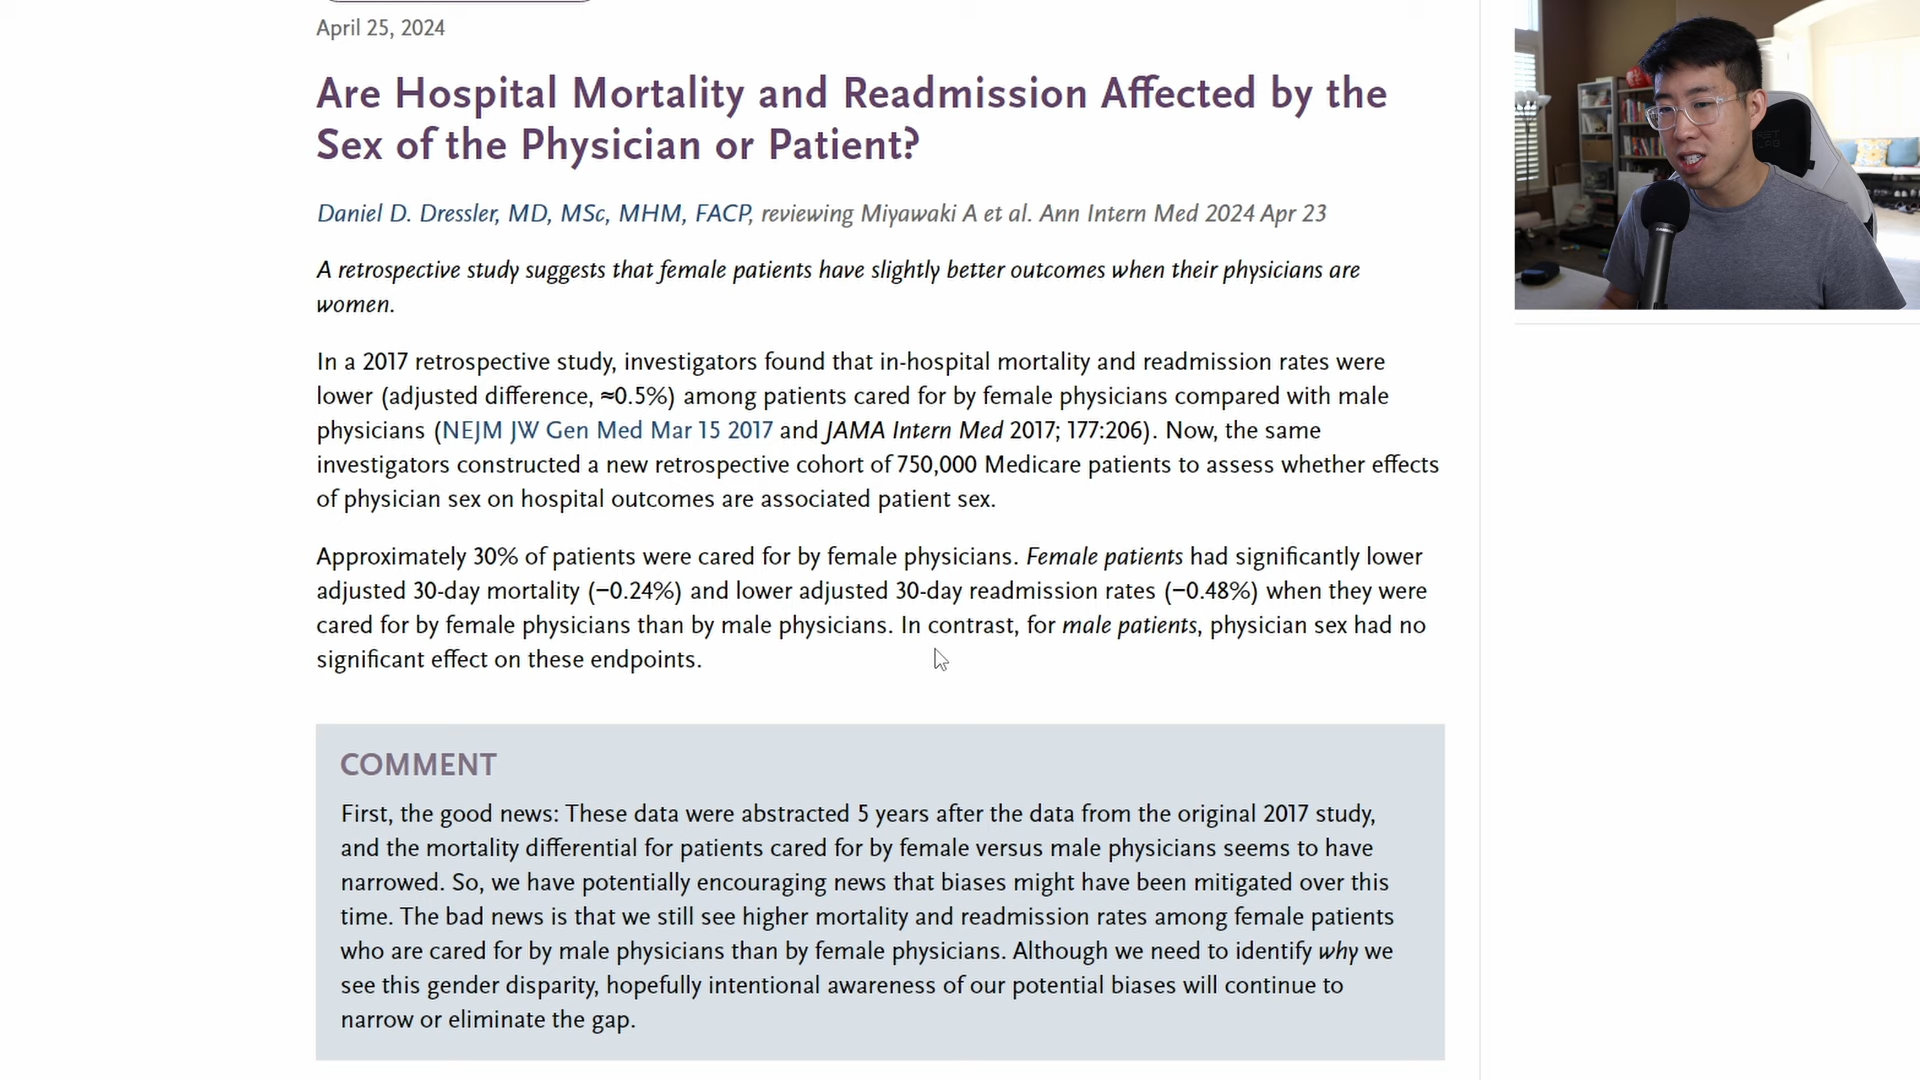 April 25, 2024
Are Hospital Mortality and Readmission Affected by the
Sex of the Physician or Patient?
Daniel D. Dressler, MD, MSc, MHM, FACP, reviewing Miyawaki A et al. Ann Intern Med 2024 Apr 23
A retrospective study suggests that female patients have slightly better outcomes when their physicians are
women.
In a 2017 retrospective study, investigators found that in-hospital mortality and readmission rates were
lower (adjusted difference, ≈0.5%) among patients cared for by female physicians compared with male
physicians (NEJM JW Gen Med Mar 15 2017 and JAMA Intern Med 2017; 177:206). Now, the same
investigators constructed a new retrospective cohort of 750,000 Medicare patients to assess whether effects
of physician sex on hospital outcomes are associated patient sex.
Approximately 30% of patients were cared for by female physicians. Female patients had significantly lower
adjusted 30-day mortality (−0.24%) and lower adjusted 30-day readmission rates (−0.48%) when they were
cared for by female physicians than by male physicians. In contrast, for male patients, physician sex had no
significant effect on these endpoints.
COMMENT
First, the good news: These data were abstracted 5 years after the data from the original 2017 study,
and the mortality differential for patients cared for by female versus male physicians seems to have
narrowed. So, we have potentially encouraging news that biases might have been mitigated over this
time. The bad news is that we still see higher mortality and readmission rates among female patients
who are cared for by male physicians than by female physicians. Although we need to identify why we
see this gender disparity, hopefully intentional awareness of our potential biases will continue to
narrow or eliminate the gap.